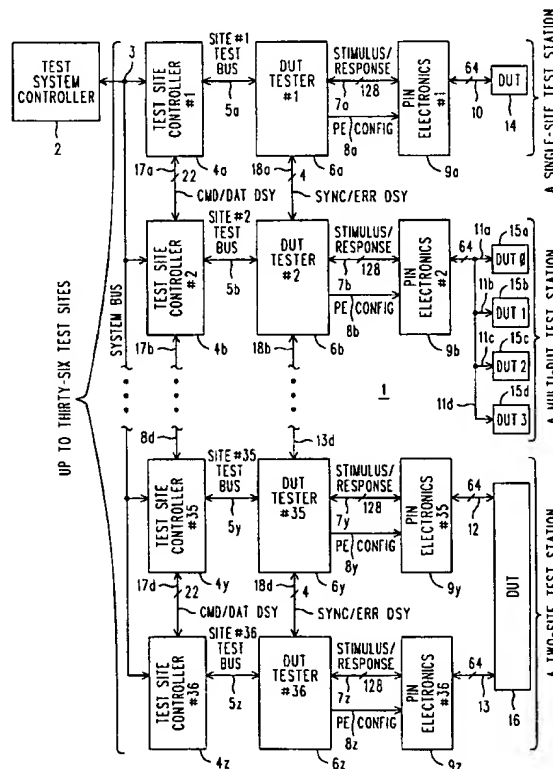 TEST SYSTEM CONTROLLER
2
3
UP TO THIRTY-SIX TEST SITES
SYSTEM BUS
TEST SITE CONTROLLER #1
4a
SITE #1 TEST BUS
5a
DUT TESTER #1
6a
STIMULUS/RESPONSE
7a
128
PE CONFIG
8a
PIN ELECTRONICS #1
9a
64
10
DUT
14
A SINGLE-SITE TEST STATION
17a
22
CMD/DAT DSY
18a
4
SYNC/ERR DSY
TEST SITE CONTROLLER #2
4b
SITE #2 TEST BUS
5b
DUT TESTER #2
6b
STIMULUS/RESPONSE
7b
128
PE CONFIG
8b
PIN ELECTRONICS #2
9b
64
11a
15a
DUT Ø
11b
15b
DUT 1
11c
15c
DUT 2
11d
15d
DUT 3
A MULTI-DUT TEST STATION
17b
18b
1
8d
13d
TEST SITE CONTROLLER #35
4y
SITE #35 TEST BUS
5y
DUT TESTER #35
6y
STIMULUS/RESPONSE
7y
128
PE CONFIG
8y
PIN ELECTRONICS #35
9y
64
12
DUT
16
A TWO-SITE TEST STATION
17d
22
CMD/DAT DSY
18d
4
SYNC/ERR DSY
TEST SITE CONTROLLER #36
4z
SITE #36 TEST BUS
5z
DUT TESTER #36
6z
STIMULUS/RESPONSE
7z
128
PE CONFIG
8z
PIN ELECTRONICS #36
9z
64
13